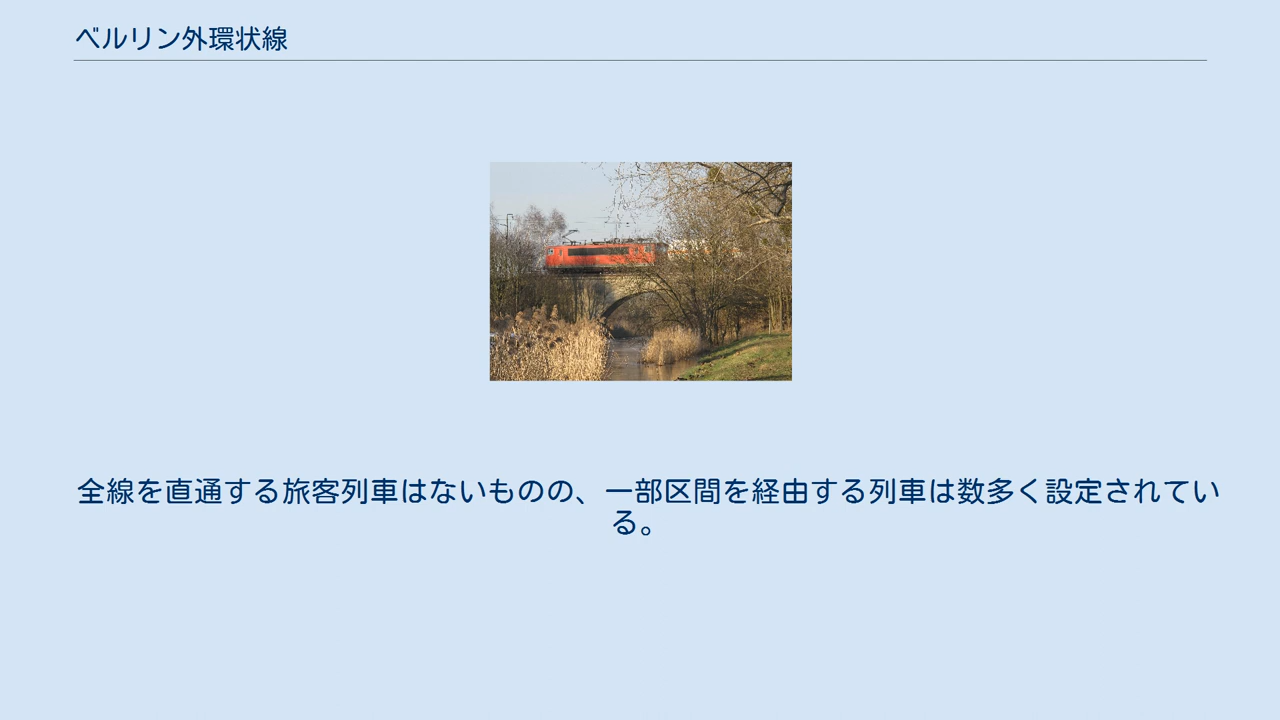 ベルリン外環状線
全線を直通する旅客列車はないものの、一部区間を経由する列車は数多く設定されてい
る。